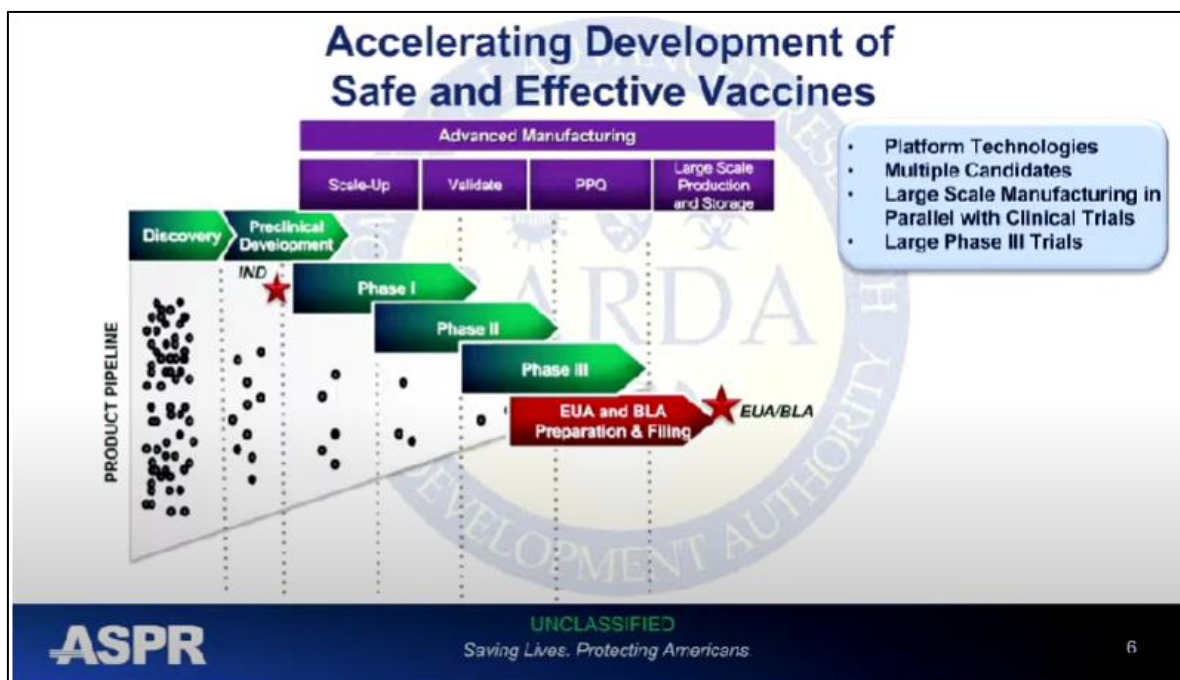 Accelerating Development of
Safe and Effective Vaccines
Advanced Manufacturing
Scale-Up
Validate
PPQ
Large Scale
Production
and Storage
• Platform Technologies
• Multiple Candidates
• Large Scale Manufacturing in
Parallel with Clinical Trials
• Large Phase III Trials
Discovery
Preclinical
Development
IND
Phase I
Phase II
Phase III
EUA and BLA
Preparation & Filing
EUA/BLA
PRODUCT PIPELINE
BARDA
DEVELOPMENT AUTHORITY
ASPR
UNCLASSIFIED
Saving Lives. Protecting Americans.
6